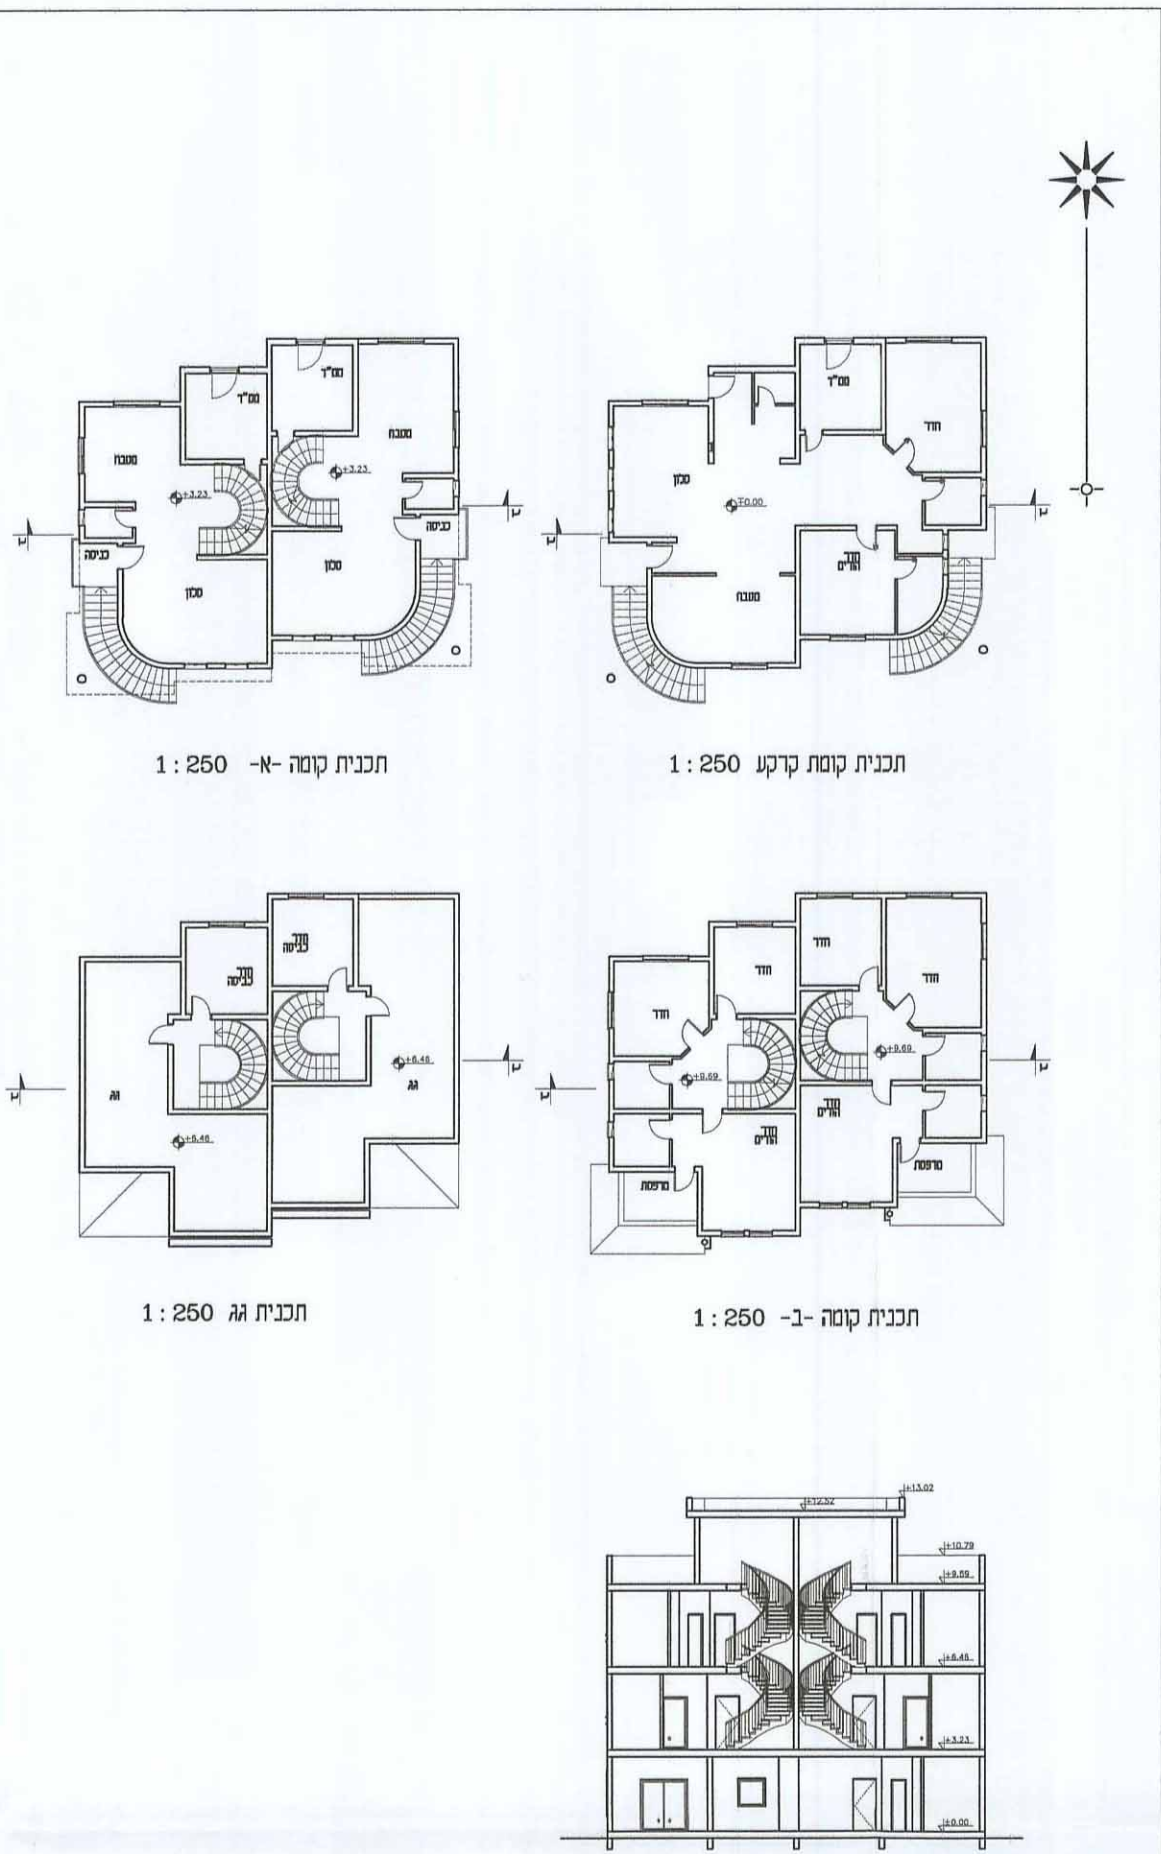 ממ"ד
חדר
סלון
∓0.00
חדר
הורים
מטבח
ב
ב
תכנית קומת קרקע 1:250
ממ"ד
ממ"ד
מטבח
מטבח
+3.23
+3.23
כניסה
כניסה
סלון
סלון
ב
ב
תכנית קומה -א- 1:250
חדר
חדר
חדר
חדר
+9.69
+9.69
חדר
הורים
חדר
הורים
מרפסת
מרפסת
ב
ב
תכנית קומה -ב- 1:250
חדר
כביסה
חדר
כביסה
+6.46
גג
גג
+6.46
ב
ב
תכנית גג 1:250
+13.02
+12.52
+10.79
+9.69
+6.46
+3.23
±0.00